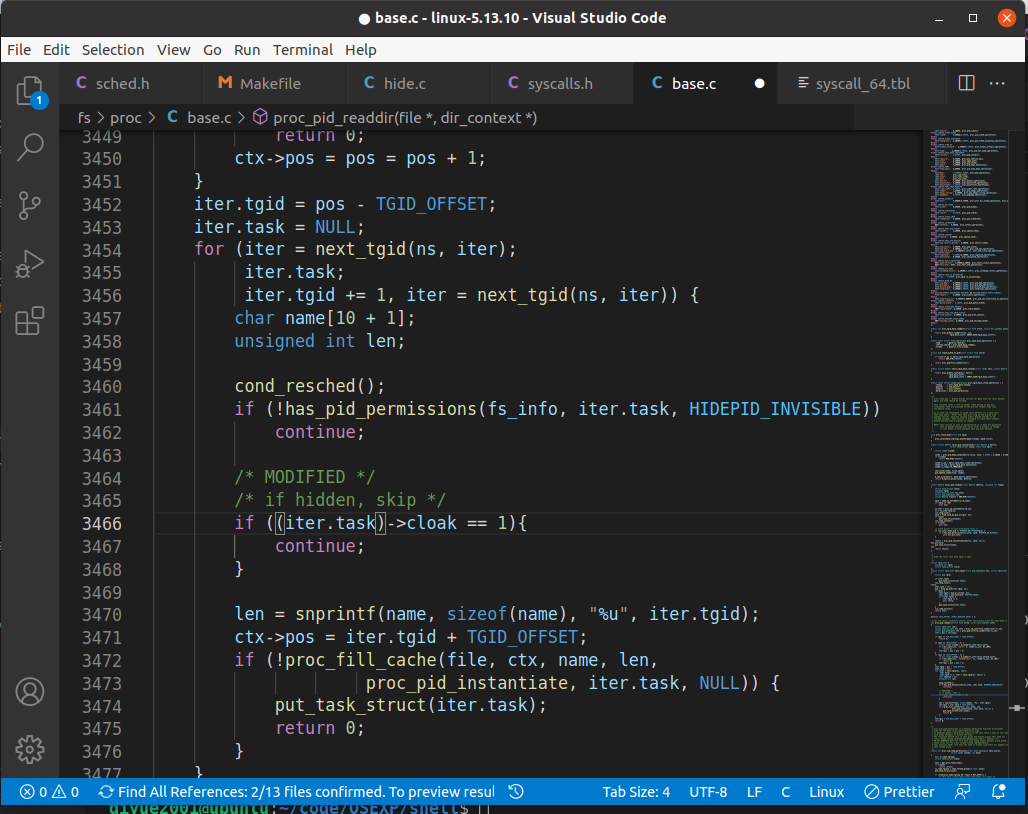 ● base.c - linux-5.13.10 - Visual Studio Code
File Edit Selection View Go Run Terminal Help
1
C sched.h M Makefile C hide.c C syscalls.h C base.c ● syscall_64.tbl
fs > proc > C base.c > proc_pid_readdir(file *, dir_context *)
3449 return 0;
3450 ctx->pos = pos = pos + 1;
3451 }
3452 iter.tgid = pos - TGID_OFFSET;
3453 iter.task = NULL;
3454 for (iter = next_tgid(ns, iter);
3455 iter.task;
3456 iter.tgid += 1, iter = next_tgid(ns, iter)) {
3457 char name[10 + 1];
3458 unsigned int len;
3459
3460 cond_resched();
3461 if (!has_pid_permissions(fs_info, iter.task, HIDEPID_INVISIBLE))
3462 continue;
3463
3464 /* MODIFIED */
3465 /* if hidden, skip */
3466 if ((iter.task)->cloak == 1){
3467 continue;
3468 }
3469
3470 len = snprintf(name, sizeof(name), "%u", iter.tgid);
3471 ctx->pos = iter.tgid + TGID_OFFSET;
3472 if (!proc_fill_cache(file, ctx, name, len,
3473 proc_pid_instantiate, iter.task, NULL)) {
3474 put_task_struct(iter.task);
3475 return 0;
3476 }
3477 }
0 0 Find All References: 2/13 files confirmed. To preview resul Tab Size: 4 UTF-8 LF C Linux Prettier
qiyue2001@ubuntu:~/code/OSEXP/shell$